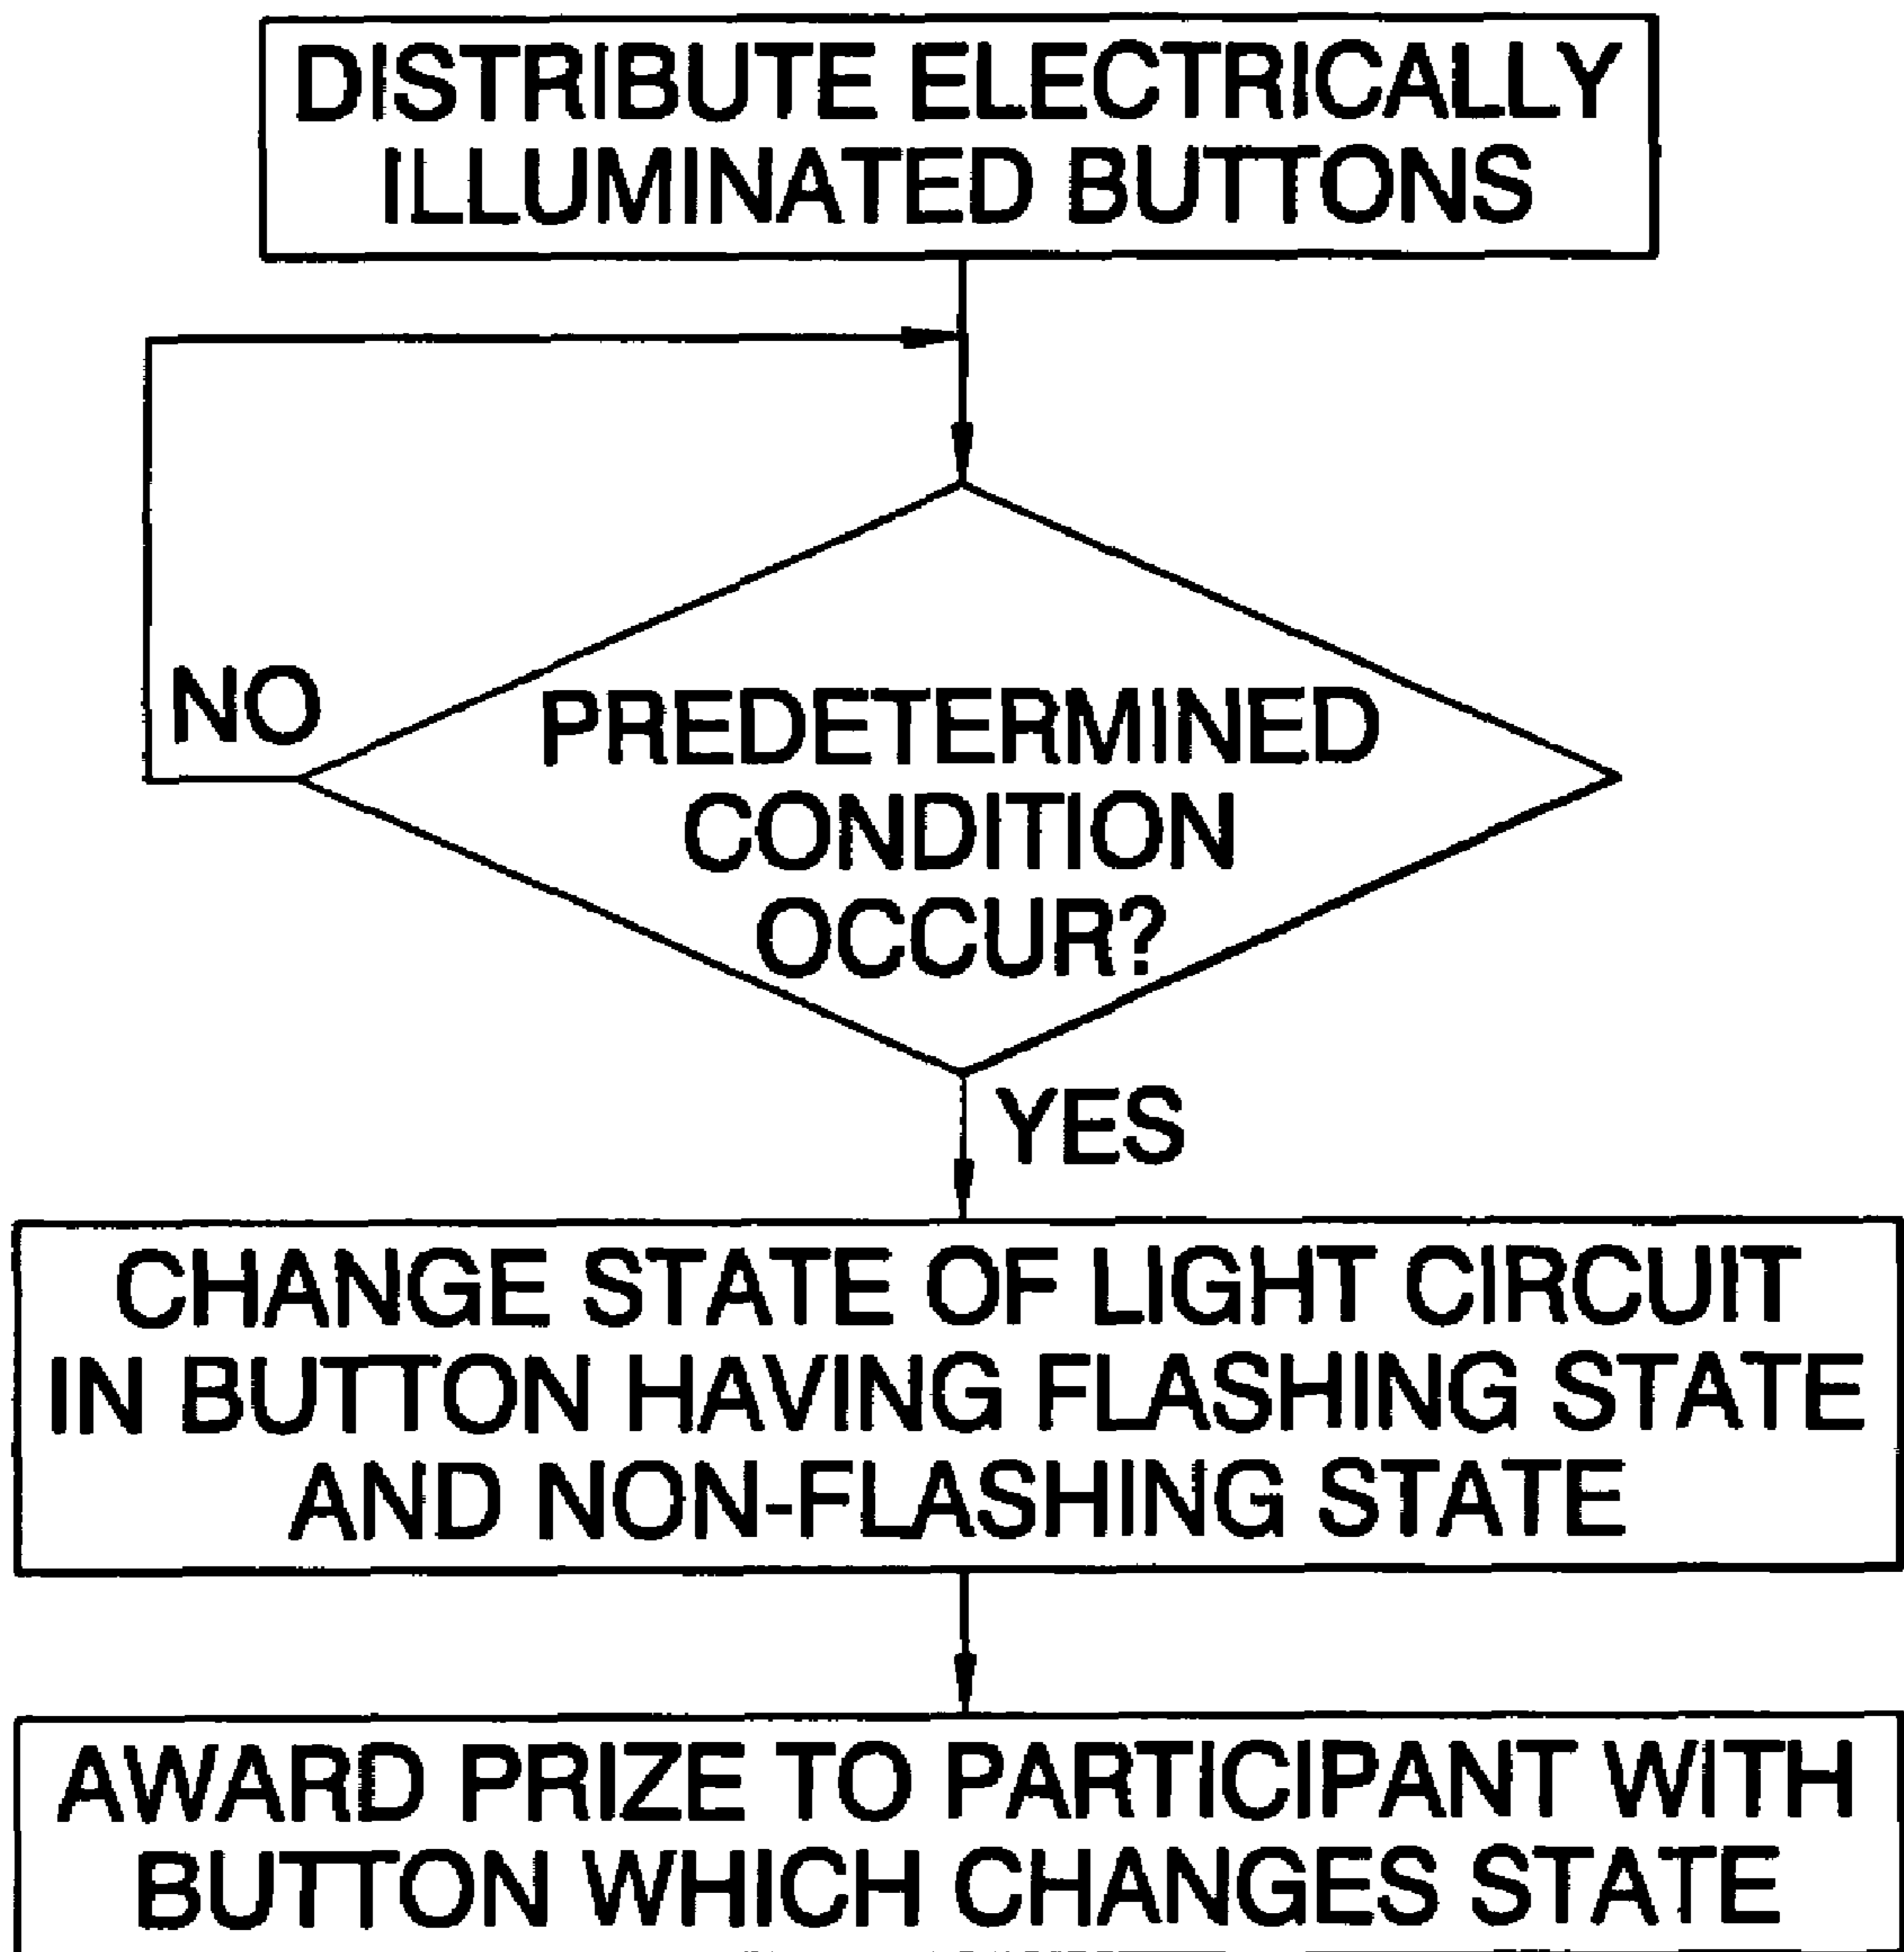 DISTRIBUTE ELECTRICALLY
ILLUMINATED BUTTONS
NO
PREDETERMINED
CONDITION
OCCUR?
YES
CHANGE STATE OF LIGHT CIRCUIT
IN BUTTON HAVING FLASHING STATE
AND NON-FLASHING STATE
AWARD PRIZE TO PARTICIPANT WITH
BUTTON WHICH CHANGES STATE